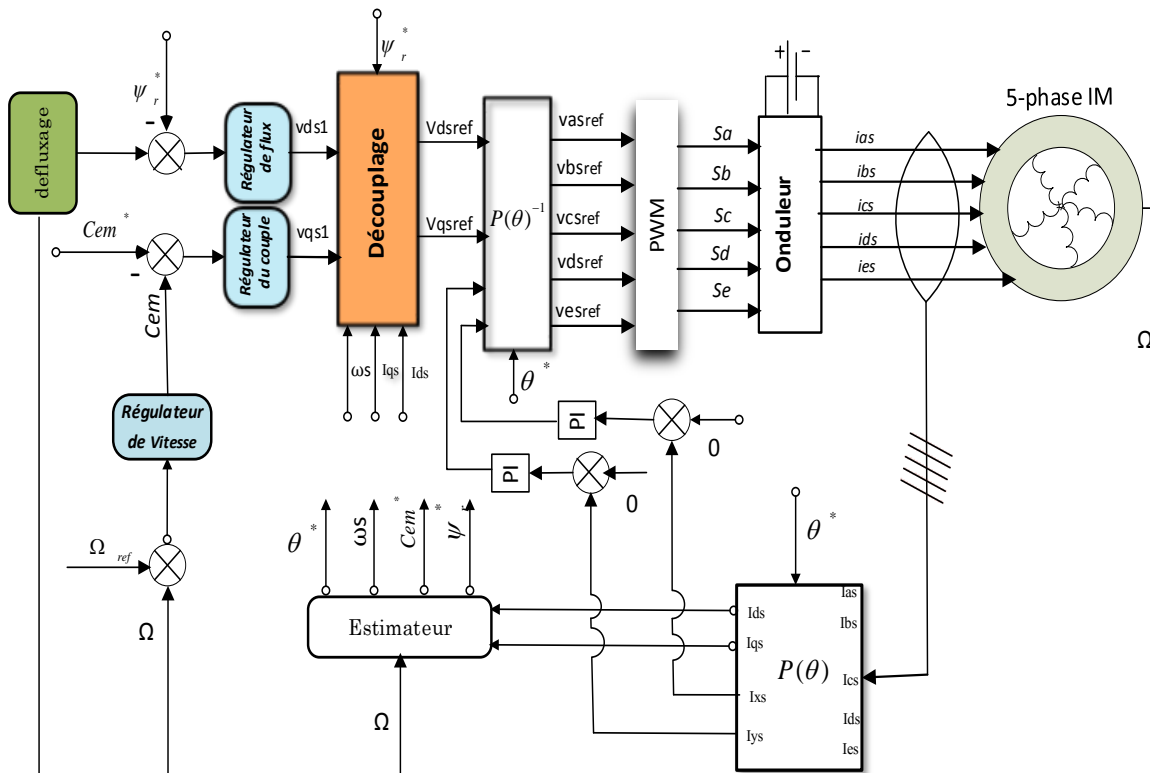 + -
5-phase IM
ψr*
ψr*
-
defluxage
Régulateur
de flux
vds1
Découplage
Vdsref
vasref
Sa
ias
vbsref
Sb
ibs
P(θ)⁻¹
PWM
Onduleur
Cem*
-
Régulateur
du couple
vqs1
Vqsref
vcsref
Sc
ics
vdsref
Sd
ids
vesref
Se
ies
Cem
Ω
ωs
Iqs
Ids
θ*
Régulateur
de Vitesse
PI
0
PI
0
θ*
ωs
Cem*
ψr*
θ*
Ωref
Ω
Estimateur
Ω
Ias
Ids
Ibs
Iqs
P(θ)
Ics
Ixs
Ids
Iys
Ies